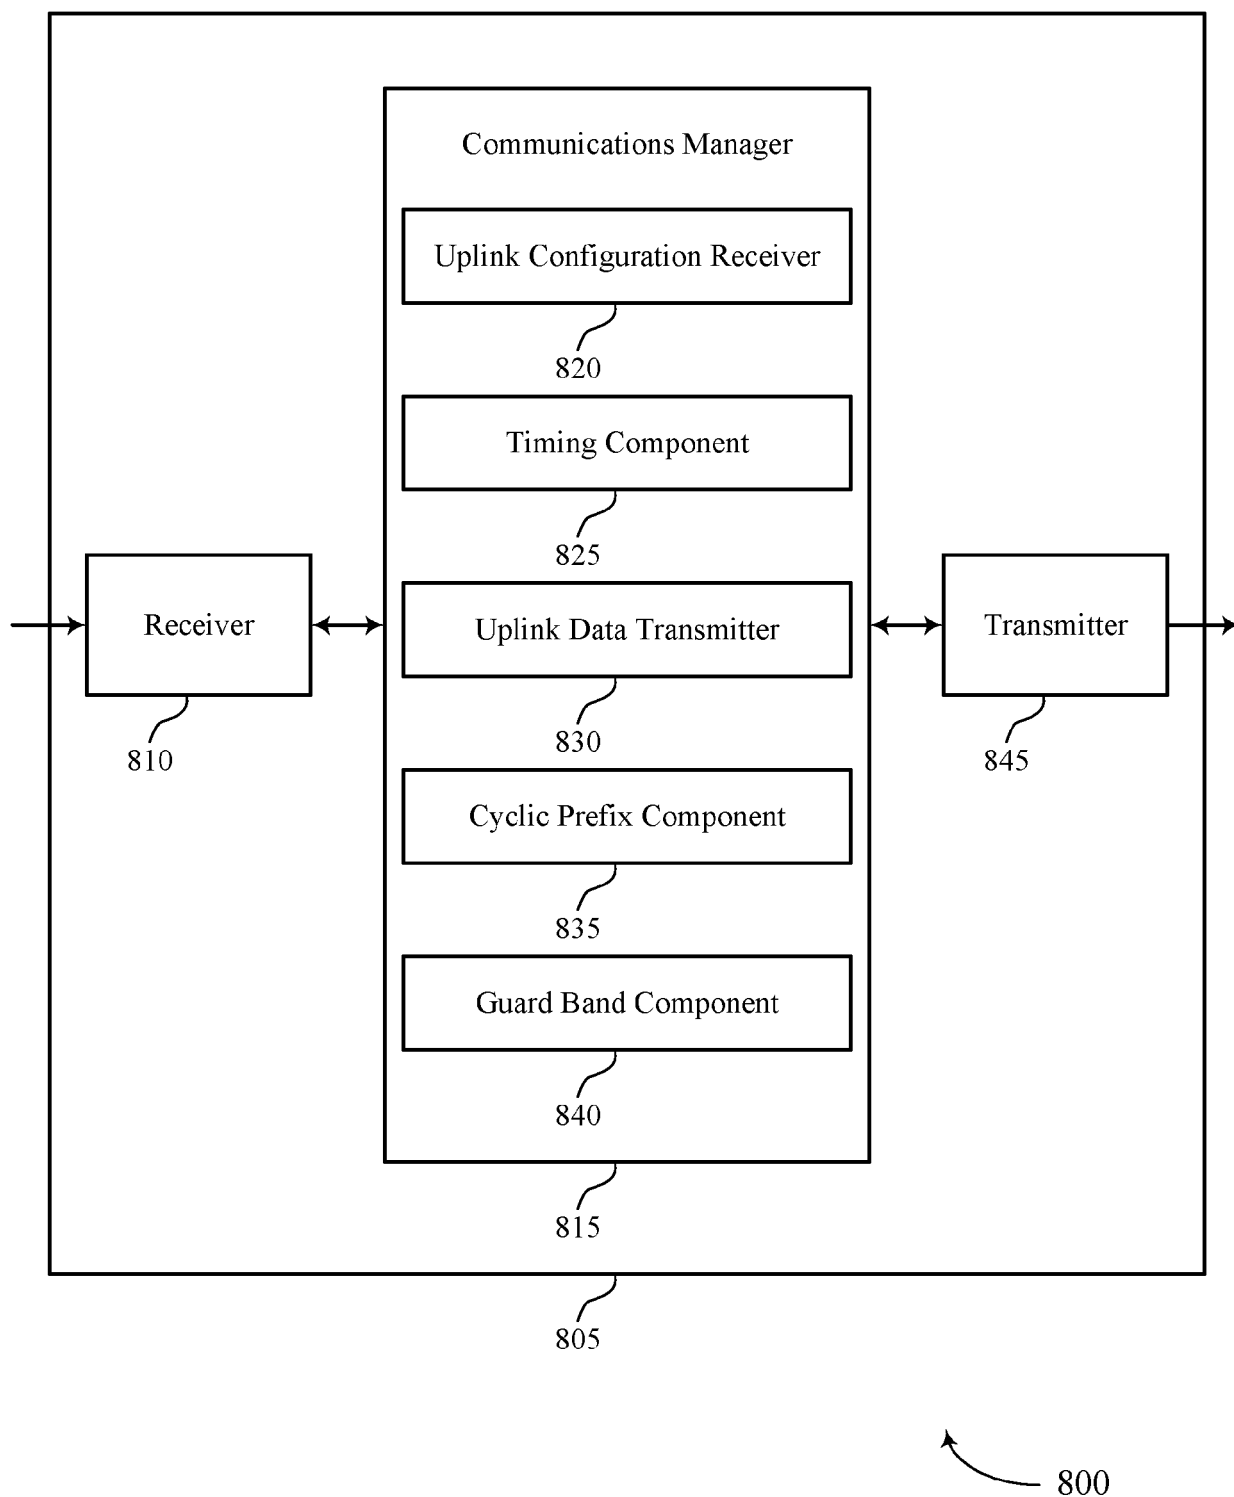 Communications Manager
Uplink Configuration Receiver
820
Timing Component
825
Receiver
810
Uplink Data Transmitter
830
Transmitter
845
Cyclic Prefix Component
835
Guard Band Component
840
815
805
800